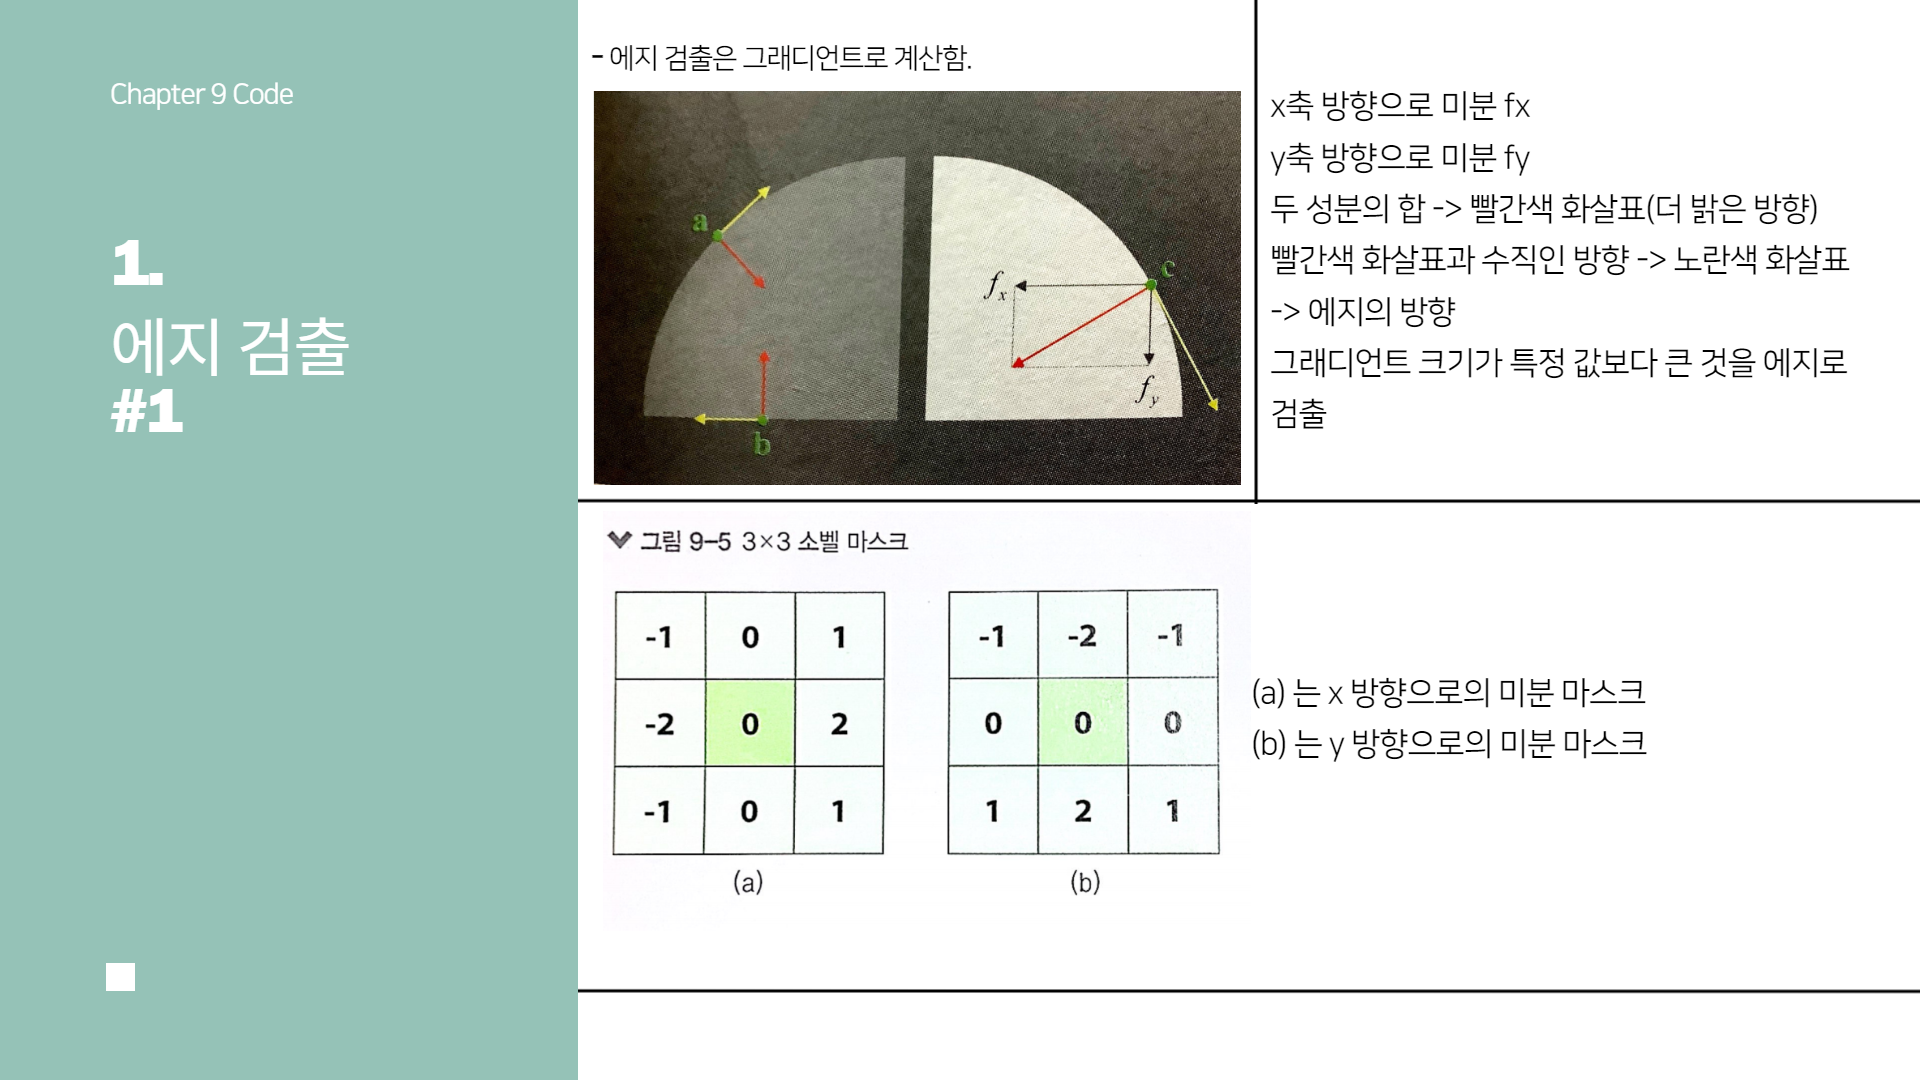 Chapter 9 Code
1.
에지 검출
#1
- 에지 검출은 그래디언트로 계산함.
a
b
c
fx
fy
x축 방향으로 미분 fx
y축 방향으로 미분 fy
두 성분의 합 -> 빨간색 화살표(더 밝은 방향)
빨간색 화살표과 수직인 방향 -> 노란색 화살표
-> 에지의 방향
그래디언트 크기가 특정 값보다 큰 것을 에지로
검출
그림 9-5 3×3 소벨 마스크
-1 0 1
-2 0 2
-1 0 1
(a)
-1 -2 -1
0 0 0
1 2 1
(b)
(a) 는 x 방향으로의 미분 마스크
(b) 는 y 방향으로의 미분 마스크